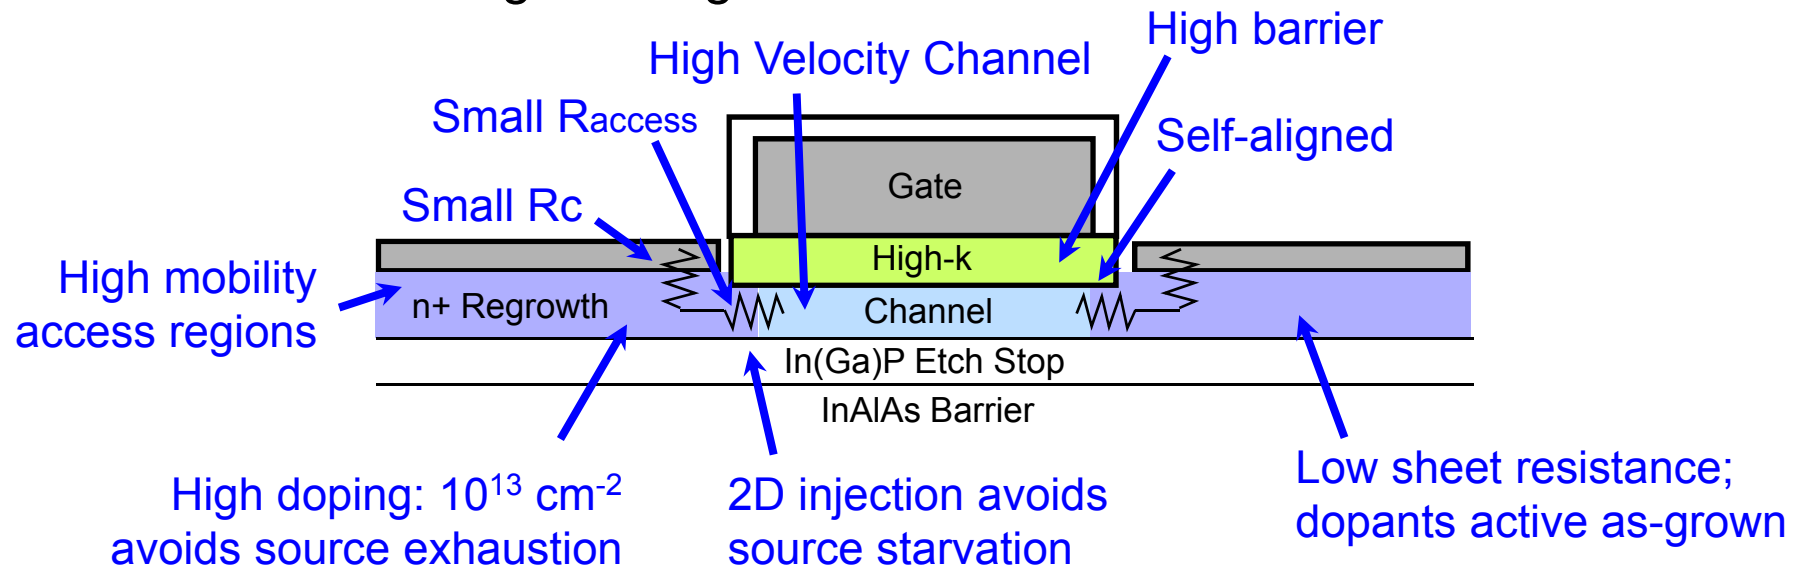 High barrier
High Velocity Channel
Small Raccess
Self-aligned
Gate
Small Rc
High-k
High mobility
access regions
n+ Regrowth
Channel
In(Ga)P Etch Stop
InAlAs Barrier
High doping: 10¹³ cm⁻²
avoids source exhaustion
2D injection avoids
source starvation
Low sheet resistance;
dopants active as-grown